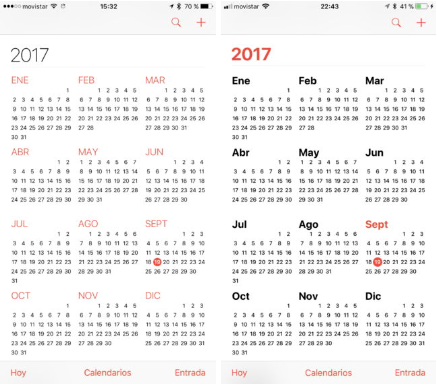 movistar 15:32 70 %
2017
ENE FEB MAR
1 1 2 3 4 5 1 2 3 4 5
2 3 4 5 6 7 8 6 7 8 9 10 11 12 6 7 8 9 10 11 12
9 10 11 12 13 14 15 13 14 15 16 17 18 19 13 14 15 16 17 18 19
16 17 18 19 20 21 22 20 21 22 23 24 25 26 20 21 22 23 24 25 26
23 24 25 26 27 28 29 27 28 27 28 29 30 31
30 31
ABR MAY JUN
1 2 1 2 3 4 5 6 7 1 2 3 4
3 4 5 6 7 8 9 8 9 10 11 12 13 14 5 6 7 8 9 10 11
10 11 12 13 14 15 16 15 16 17 18 19 20 21 12 13 14 15 16 17 18
17 18 19 20 21 22 23 22 23 24 25 26 27 28 19 20 21 22 23 24 25
24 25 26 27 28 29 30 29 30 31 26 27 28 29 30
JUL AGO SEPT
1 2 1 2 3 4 5 6 1 2 3
3 4 5 6 7 8 9 7 8 9 10 11 12 13 4 5 6 7 8 9 10
10 11 12 13 14 15 16 14 15 16 17 18 19 20 11 12 13 14 15 16 17
17 18 19 20 21 22 23 21 22 23 24 25 26 27 18 19 20 21 22 23 24
24 25 26 27 28 29 30 28 29 30 31 25 26 27 28 29 30
31
OCT NOV DIC
1 1 2 3 4 5 1 2 3
2 3 4 5 6 7 8 6 7 8 9 10 11 12 4 5 6 7 8 9 10
9 10 11 12 13 14 15 13 14 15 16 17 18 19 11 12 13 14 15 16 17
16 17 18 19 20 21 22 20 21 22 23 24 25 26 18 19 20 21 22 23 24
23 24 25 26 27 28 29 27 28 29 30 25 26 27 28 29 30 31
30 31
Hoy Calendarios Entrada
movistar 22:43 41 %
2017
Ene Feb Mar
1 1 2 3 4 5 1 2 3 4 5
2 3 4 5 6 7 8 6 7 8 9 10 11 12 6 7 8 9 10 11 12
9 10 11 12 13 14 15 13 14 15 16 17 18 19 13 14 15 16 17 18 19
16 17 18 19 20 21 22 20 21 22 23 24 25 26 20 21 22 23 24 25 26
23 24 25 26 27 28 29 27 28 27 28 29 30 31
30 31
Abr May Jun
1 2 1 2 3 4 5 6 7 1 2 3 4
3 4 5 6 7 8 9 8 9 10 11 12 13 14 5 6 7 8 9 10 11
10 11 12 13 14 15 16 15 16 17 18 19 20 21 12 13 14 15 16 17 18
17 18 19 20 21 22 23 22 23 24 25 26 27 28 19 20 21 22 23 24 25
24 25 26 27 28 29 30 29 30 31 26 27 28 29 30
Jul Ago Sept
1 2 1 2 3 4 5 6 1 2 3
3 4 5 6 7 8 9 7 8 9 10 11 12 13 4 5 6 7 8 9 10
10 11 12 13 14 15 16 14 15 16 17 18 19 20 11 12 13 14 15 16 17
17 18 19 20 21 22 23 21 22 23 24 25 26 27 18 19 20 21 22 23 24
24 25 26 27 28 29 30 28 29 30 31 25 26 27 28 29 30
31
Oct Nov Dic
1 1 2 3 4 5 1 2 3
2 3 4 5 6 7 8 6 7 8 9 10 11 12 4 5 6 7 8 9 10
9 10 11 12 13 14 15 13 14 15 16 17 18 19 11 12 13 14 15 16 17
16 17 18 19 20 21 22 20 21 22 23 24 25 26 18 19 20 21 22 23 24
23 24 25 26 27 28 29 27 28 29 30 25 26 27 28 29 30 31
30 31
Hoy Calendarios Entrada